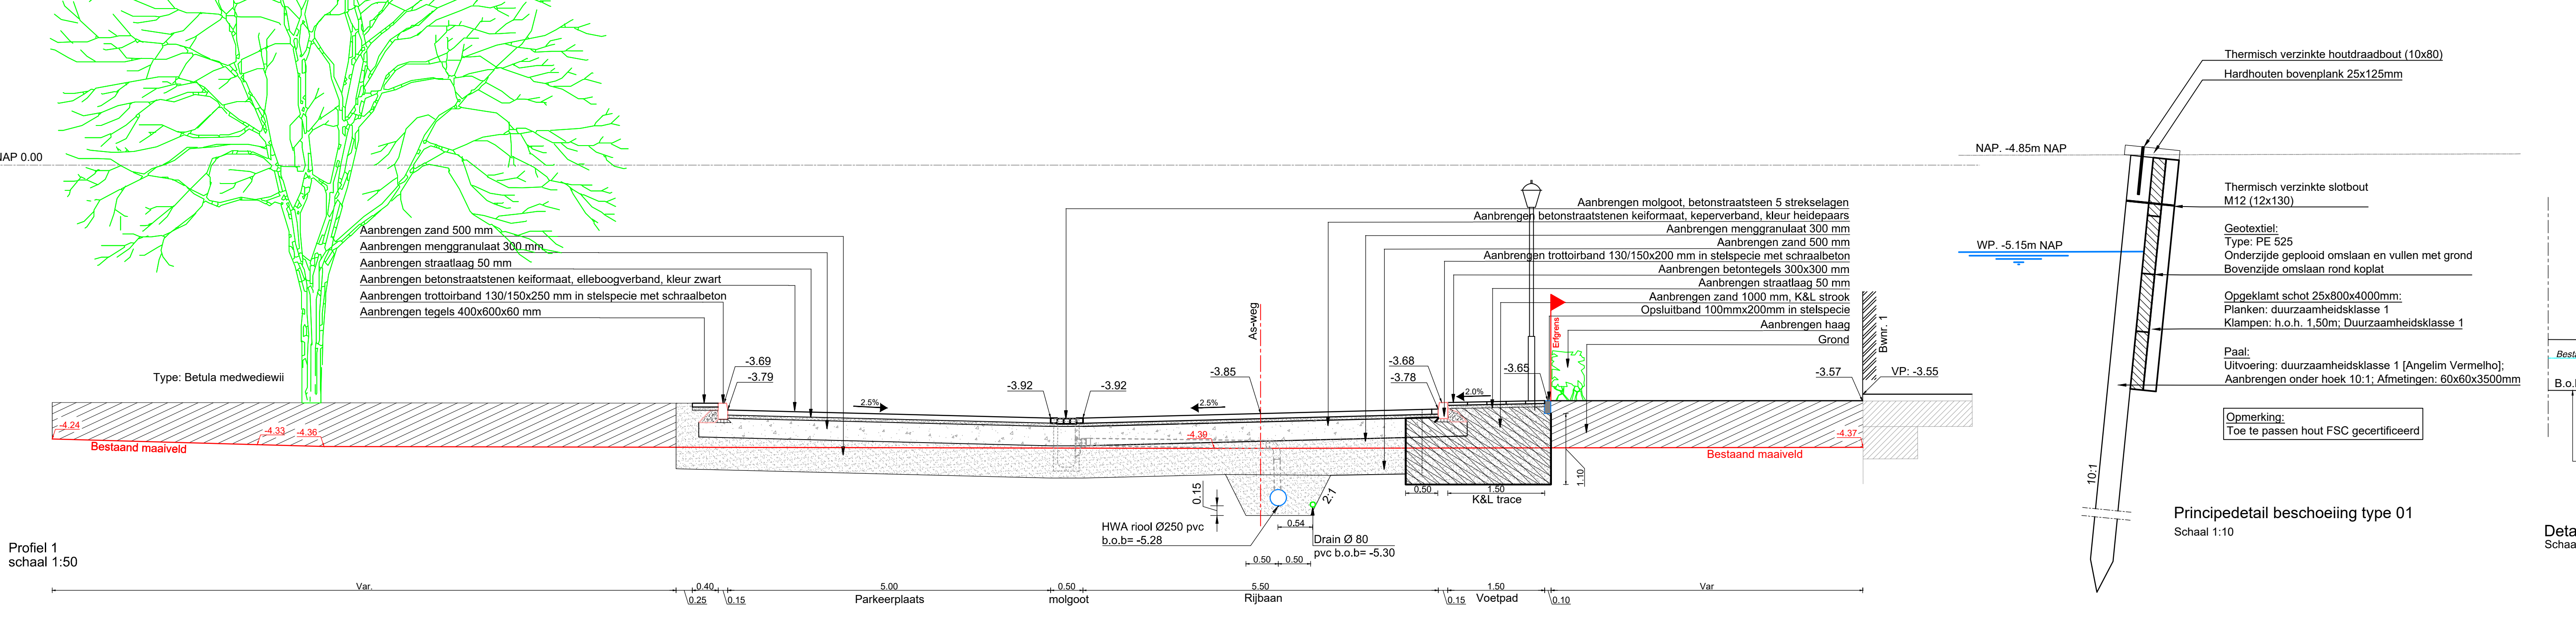 NAP 0.00
Aanbrengen zand 500 mm
Aanbrengen menggranulaat 300 mm
Aanbrengen straatlaag 50 mm
Aanbrengen betonstraatstenen keiformaat, elleboogverband, kleur zwart
Aanbrengen trottoirband 130/150x250 mm in stelspecie met schraalbeton
Aanbrengen tegels 400x600x60 mm
Type: Betula medwediewii
Aanbrengen molgoot, betonstraatsteen 5 strekselagen
Aanbrengen betonstraatstenen keiformaat, keperverband, kleur heidepaars
Aanbrengen menggranulaat 300 mm
Aanbrengen zand 500 mm
Aanbrengen trottoirband 130/150x200 mm in stelspecie met schraalbeton
Aanbrengen betontegels 300x300 mm
Aanbrengen straatlaag 50 mm
Aanbrengen zand 1000 mm, K&L strook
Opsluitband 100mmx200mm in stelspecie
Aanbrengen haag
Grond
As-weg
Erfgrens
Bwnr. 1
-3.69
-3.79
-3.92
-3.92
-3.85
-3.68
-3.78
-3.65
-3.57
VP: -3.55
2.5%
2.5%
2.0%
-4.24
-4.33
-4.36
-4.39
-4.37
Bestaand maaiveld
Bestaand maaiveld
0.15
2:1
0.54
0.50
1.50
1.10
K&L trace
HWA riool Ø250 pvc
b.o.b= -5.28
Drain Ø 80
pvc b.o.b= -5.30
0.50
0.50
Profiel 1
schaal 1:50
Var.
0.25
0.40
0.15
5.00
Parkeerplaats
0.50
molgoot
5.50
Rijbaan
0.15
1.50
Voetpad
0.10
Var
Thermisch verzinkte houtdraadbout (10x80)
Hardhouten bovenplank 25x125mm
NAP. -4.85m NAP
Thermisch verzinkte slotbout
M12 (12x130)
WP. -5.15m NAP
Geotextiel:
Type: PE 525
Onderzijde geplooid omslaan en vullen met grond
Bovenzijde omslaan rond koplat
Opgeklamt schot 25x800x4000mm:
Planken: duurzaamheidsklasse 1
Klampen: h.o.h. 1,50m; Duurzaamheidsklasse 1
Paal:
Uitvoering: duurzaamheidsklasse 1 [Angelim Vermelho];
Aanbrengen onder hoek 10:1; Afmetingen: 60x60x3500mm
Opmerking:
Toe te passen hout FSC gecertificeerd
10:1
Principedetail beschoeiing type 01
Schaal 1:10
Besta
B.o.
Deta
Schaa